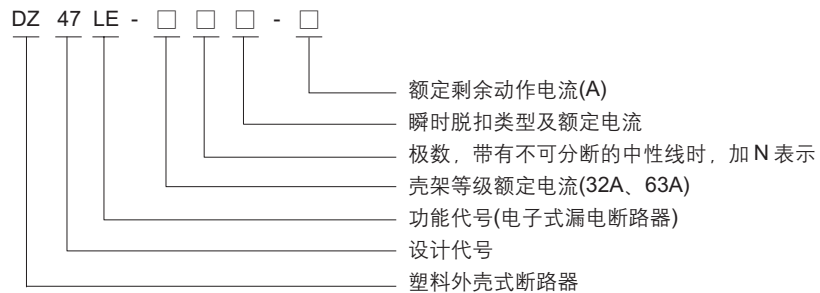 DZ 47 LE - □ □ □ - □
额定剩余动作电流(A)
瞬时脱扣类型及额定电流
极数，带有不可分断的中性线时，加 N 表示
壳架等级额定电流(32A、63A)
功能代号(电子式漏电断路器)
设计代号
塑料外壳式断路器